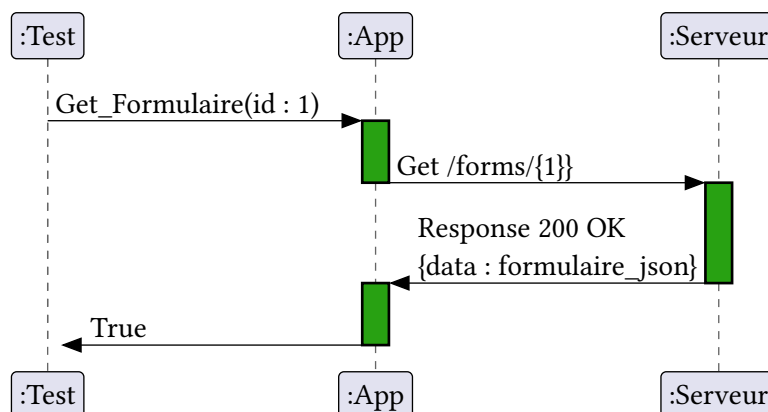 :Test
:App
:Serveur
Get_Formulaire(id : 1)
Get /forms/{1}}
Response 200 OK
{data : formulaire_json}
True
:Test
:App
:Serveur